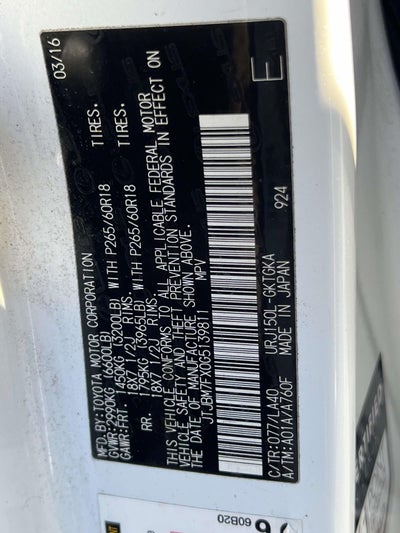 MFD. BY:TOYOTA MOTOR CORPORATION 03/16
GVWR: 2990KG (6600LB)
GAWR:FRT. 1450KG (3200LB) WITH P265/60R18 TIRES.
18X7 1/2J RIMS.
RR. 1795KG (3955LB) WITH P265/60R18 TIRES.
18X7 1/2J RIMS.
THIS VEHICLE CONFORMS TO ALL APPLICABLE FEDERAL MOTOR
VEHICLE SAFETY AND THEFT PREVENTION STANDARDS IN EFFECT ON
THE DATE OF MANUFACTURE SHOWN ABOVE.
JTJBM7FX0G5139811 MPV
E
C/TR:077/LA40 URJ150L-GKTGKA 924
A/TM:A01A/A760F MADE IN JAPAN
60B20